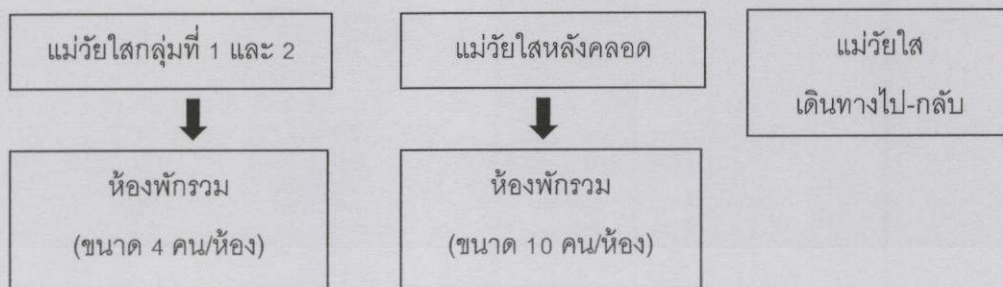 แม่วัยใสกลุ่มที่ 1 และ 2
ห้องพักรวม
(ขนาด 4 คน/ห้อง)
แม่วัยใสหลังคลอด
ห้องพักรวม
(ขนาด 10 คน/ห้อง)
แม่วัยใส
เดินทางไป-กลับ